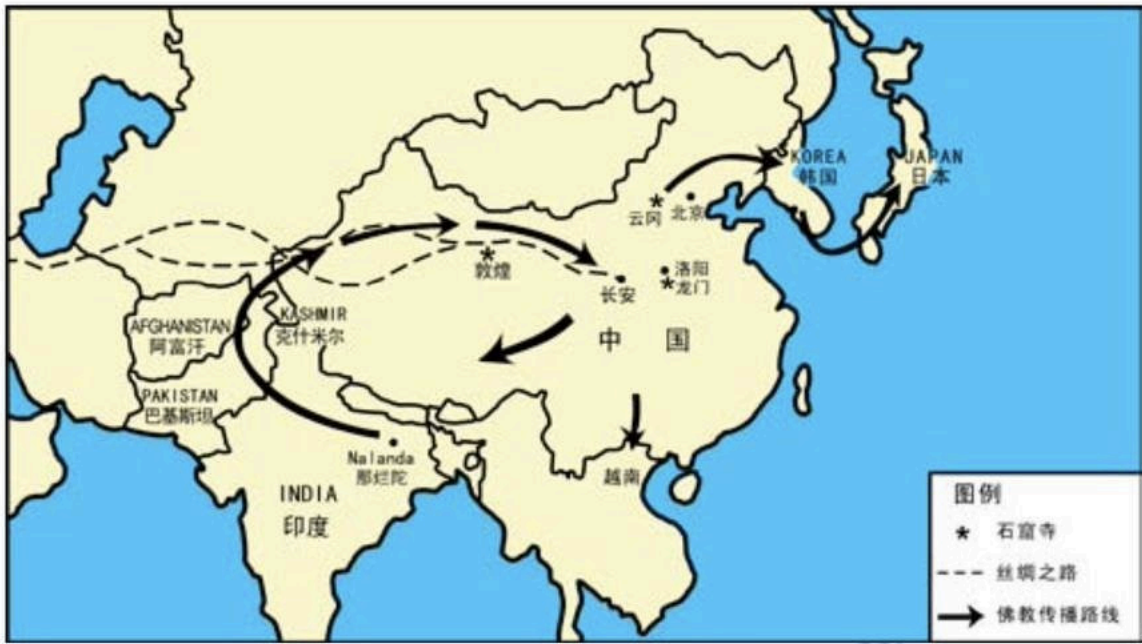 KOREA
韩国
JAPAN
日本
云冈
北京
敦煌
洛阳
龙门
长安
中国
KASHMIR
克什米尔
AFGHANISTAN
阿富汗
PAKISTAN
巴基斯坦
Nalanda
那烂陀
越南
INDIA
印度
图例
石窟寺
丝绸之路
佛教传播路线